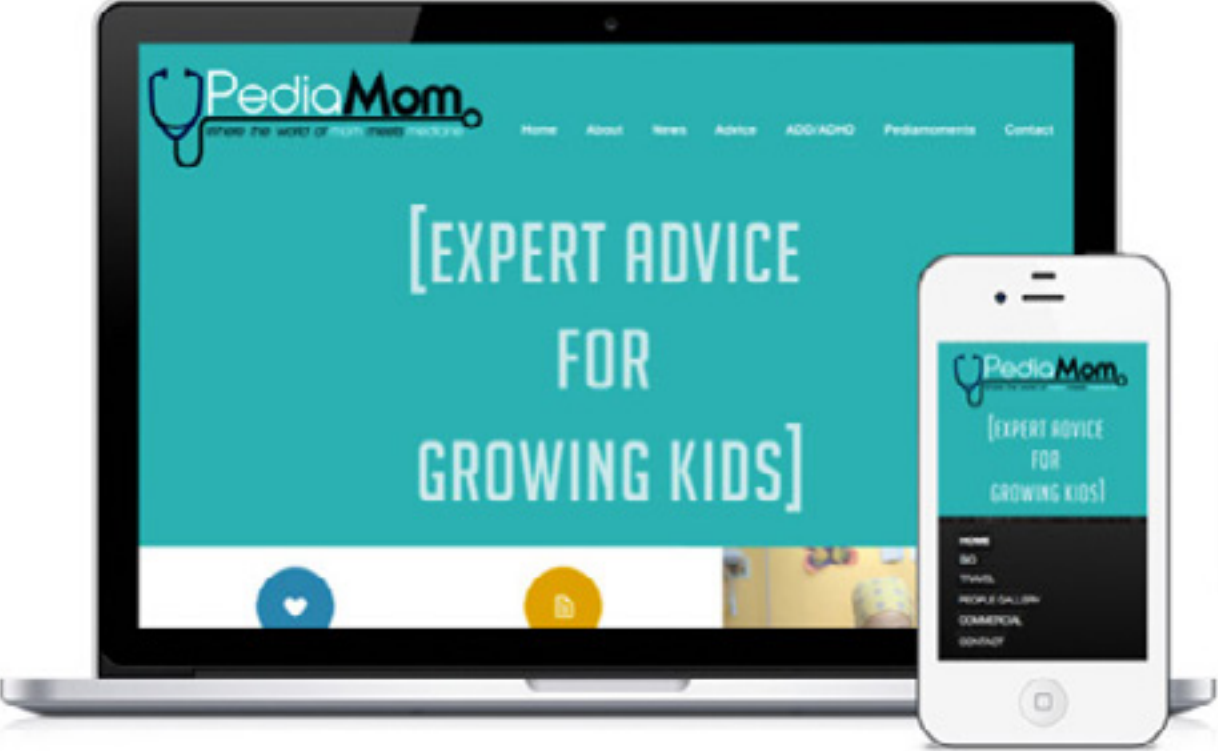 PediaMom
where the world of mom meets medicine
Home About News Advice ADD/ADHD Pediamoments Contact
[EXPERT ADVICE
FOR
GROWING KIDS]
PediaMom
[EXPERT ADVICE
FOR
GROWING KIDS]
HOME
BIO
TRAVEL
PEOPLE GALLERY
COMMERCIAL
CONTACT